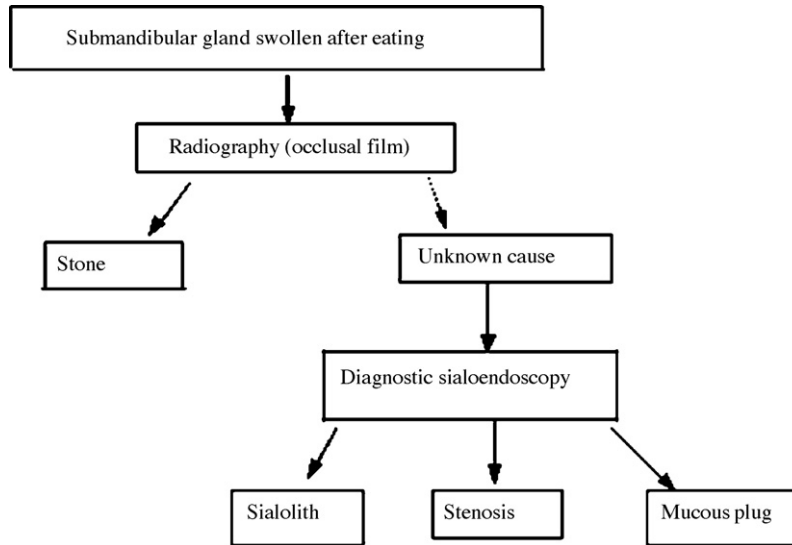 Submandibular gland swollen after eating
Radiography (occlusal film)
Stone
Unknown cause
Diagnostic sialoendoscopy
Sialolith
Stenosis
Mucous plug